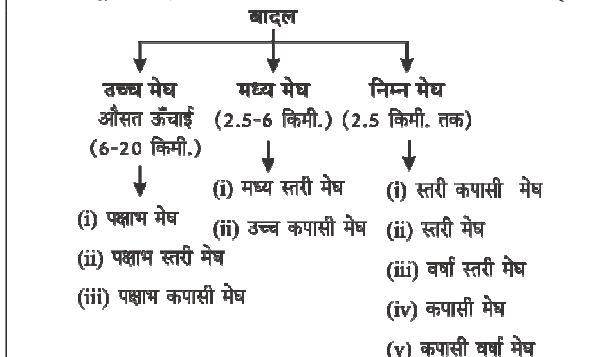 बादल
उच्च मेघ
औसत ऊँचाई
(6-20 किमी.)
मध्य मेघ
(2.5-6 किमी.)
निम्न मेघ
(2.5 किमी. तक)
(i) पक्षाभ मेघ
(ii) पक्षाभ स्तरी मेघ
(iii) पक्षाभ कपासी मेघ
(i) मध्य स्तरी मेघ
(ii) उच्च कपासी मेघ
(i) स्तरी कपासी मेघ
(ii) स्तरी मेघ
(iii) वर्षा स्तरी मेघ
(iv) कपासी मेघ
(v) कपासी वर्षा मेघ